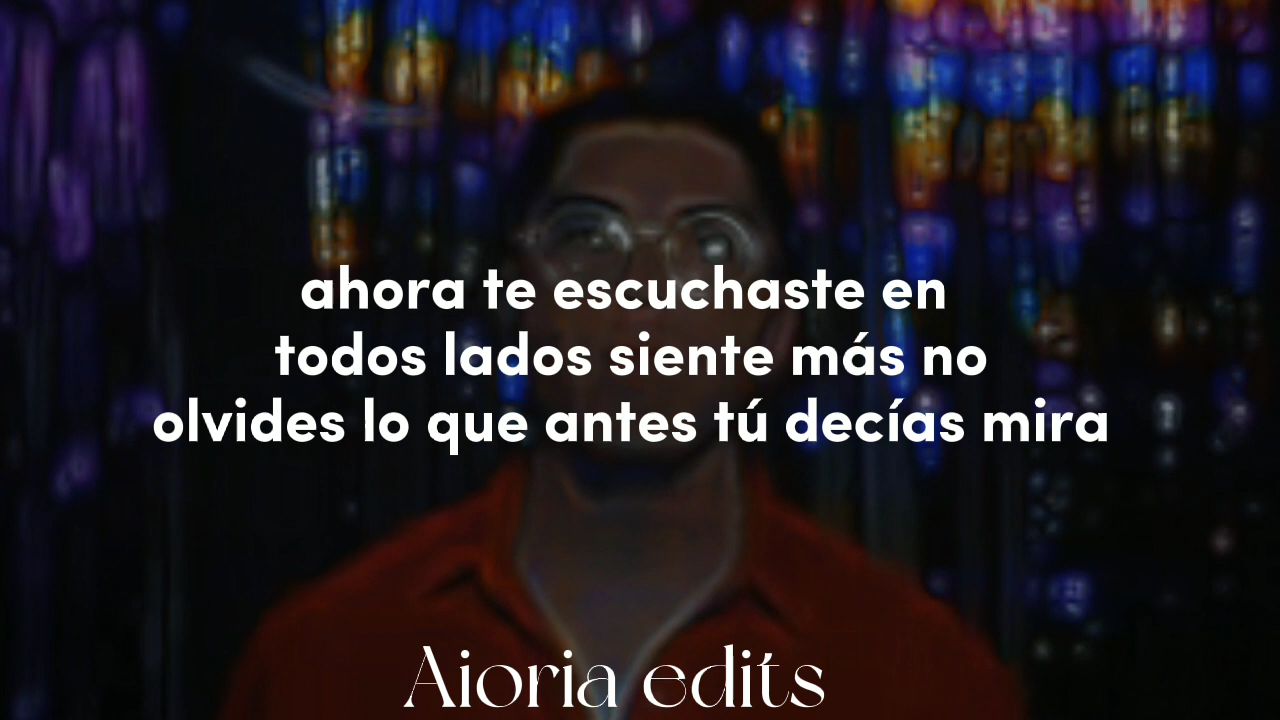 ahora te escuchaste en
todos lados siente más no
olvides lo que antes tú decías mira
Aioria edits